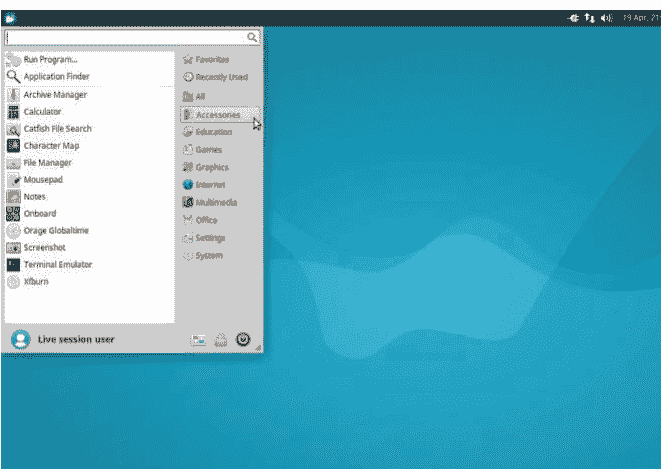 19 Apr, 21
Run Program...
Application Finder
Archive Manager
Calculator
Catfish File Search
Character Map
File Manager
Mousepad
Notes
Onboard
Orage Globaltime
Screenshot
Terminal Emulator
Xfburn
Favorites
Recently Used
All
Accessories
Education
Games
Graphics
Internet
Multimedia
Office
Settings
System
Live session user